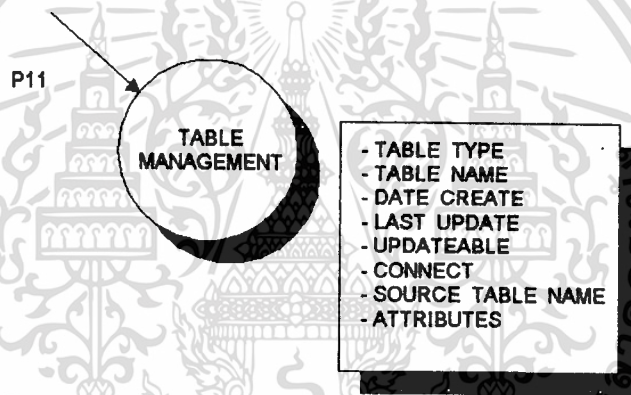 P11
TABLE
MANAGEMENT
- TABLE TYPE
- TABLE NAME
- DATE CREATE
- LAST UPDATE
- UPDATEABLE
- CONNECT
- SOURCE TABLE NAME
- ATTRIBUTES